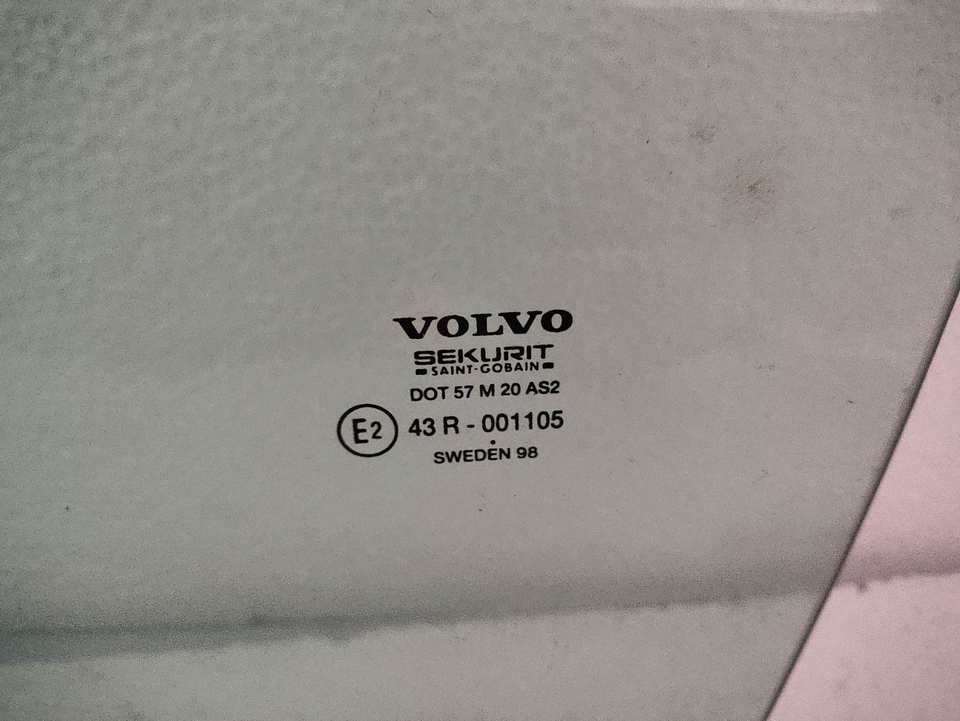 VOLVO
SEKURIT
SAINT-GOBAIN
DOT 57 M 20 AS2
E2 43 R - 001105
SWEDEN 98